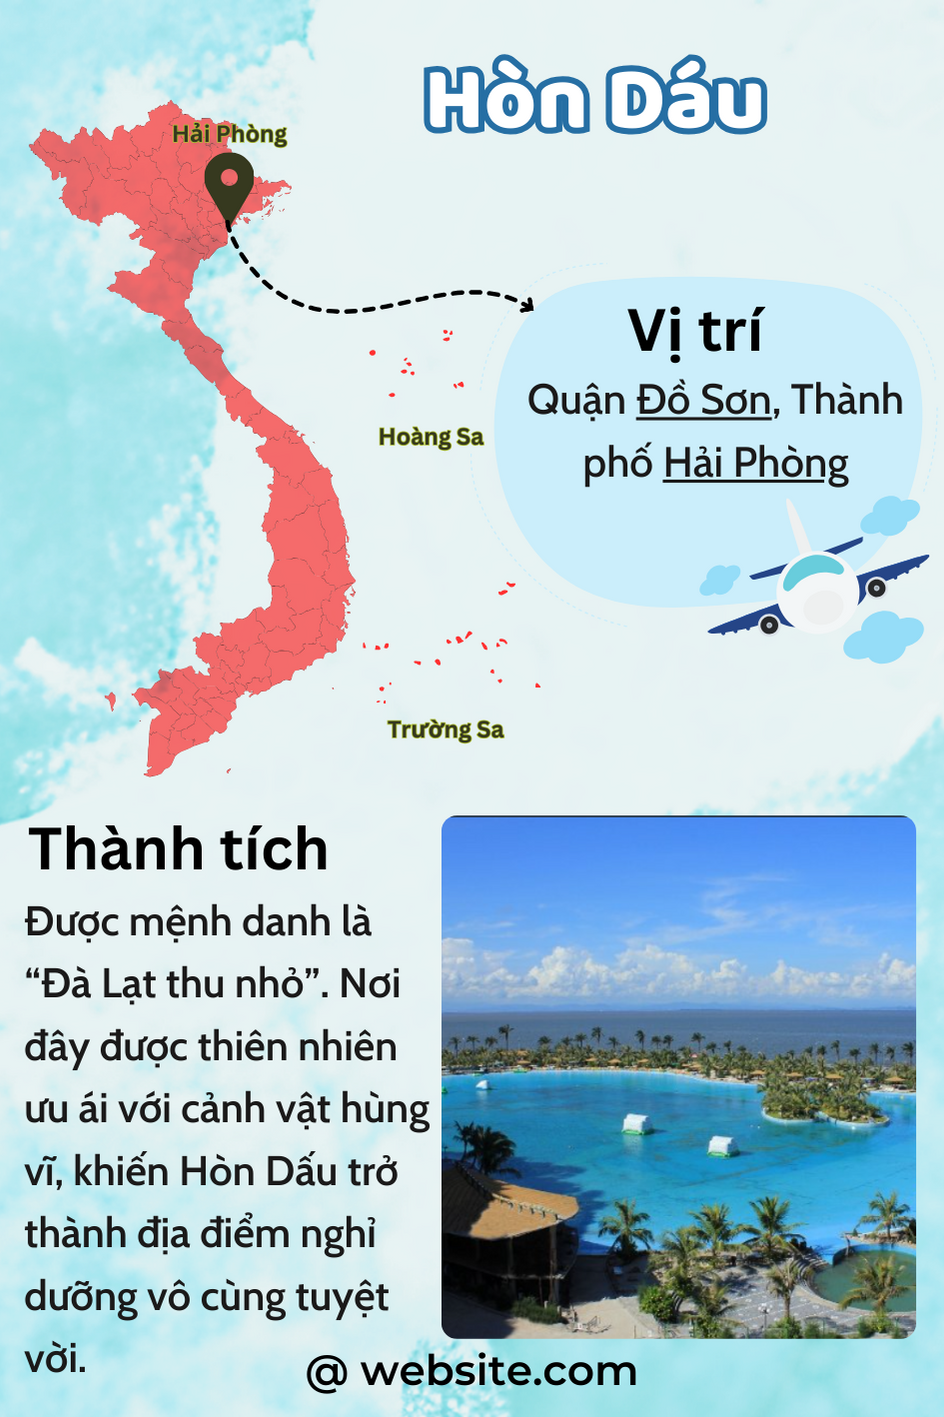 Hòn Dáu
Hải Phòng
Vị trí
Quận Đồ Sơn, Thành
phố Hải Phòng
Hoàng Sa
Trường Sa
Thành tích
Được mệnh danh là
“Đà Lạt thu nhỏ”. Nơi
đây được thiên nhiên
ưu ái với cảnh vật hùng
vĩ, khiến Hòn Dấu trở
thành địa điểm nghỉ
dưỡng vô cùng tuyệt
vời.
@ website.com